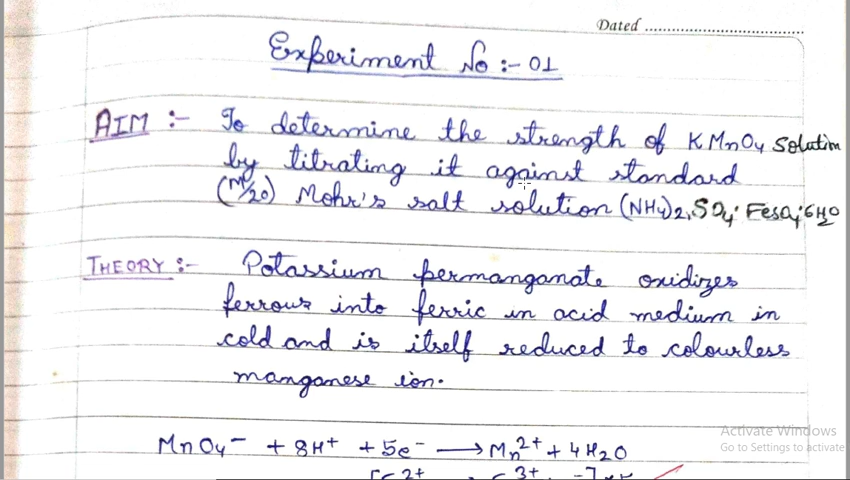 Dated
Experiment No :- 01
AIM :- To determine the strength of KMnO4 solution
by titrating it against standard
(M/20) Mohr's salt solution (NH4)2.SO4. FeSO4.6H2O
THEORY :- Potassium permanganate oxidizes
ferrous into ferric in acid medium in
cold and is itself reduced to colourless
manganese ion.
MnO4⁻ + 8H⁺ + 5e⁻ ⟶ Mn²⁺ + 4H2O
Activate Windows
Go to Settings to activate